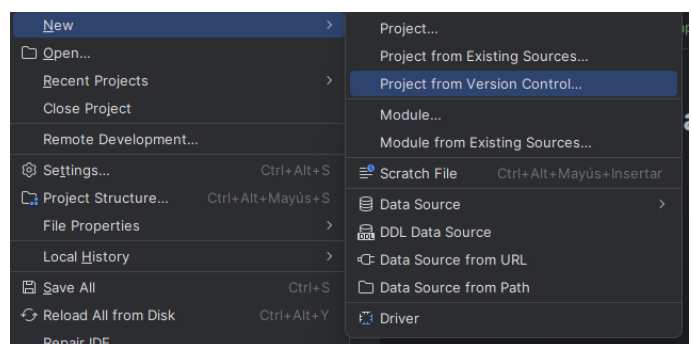 New
Open...
Recent Projects
Close Project
Remote Development...
Settings... Ctrl+Alt+S
Project Structure... Ctrl+Alt+Mayús+S
File Properties
Local History
Save All Ctrl+S
Reload All from Disk Ctrl+Alt+Y
Repair IDE
Project...
Project from Existing Sources...
Project from Version Control...
Module...
Module from Existing Sources...
Scratch File Ctrl+Alt+Mayús+Insertar
Data Source
DDL Data Source
Data Source from URL
Data Source from Path
Driver